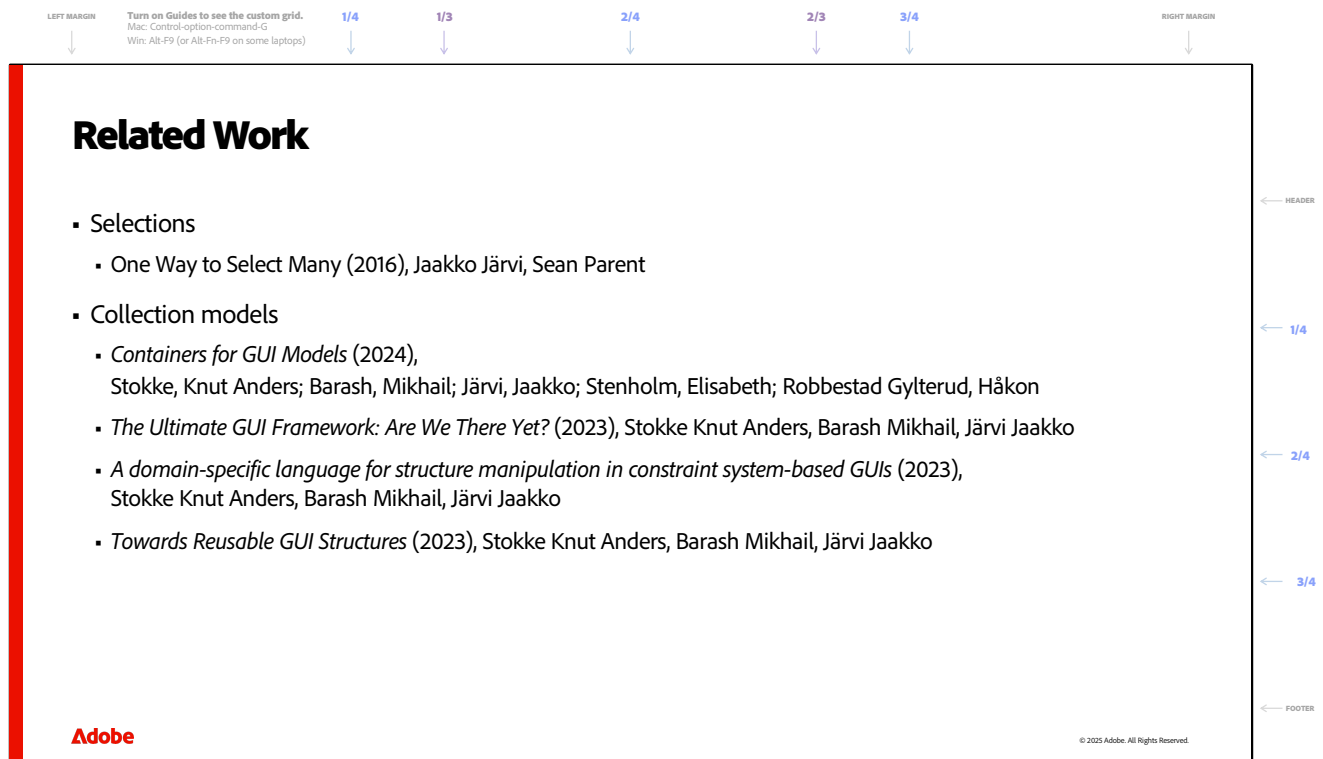 LEFT MARGIN
Turn on Guides to see the custom grid.
Mac: Control-option-command-G
Win: Alt-F9 (or Alt-Fn-F9 on some laptops)
1/4
1/3
2/4
2/3
3/4
RIGHT MARGIN
Related Work
HEADER
▪ Selections
▪ One Way to Select Many (2016), Jaakko Järvi, Sean Parent
▪ Collection models
1/4
▪ Containers for GUI Models (2024),
Stokke, Knut Anders; Barash, Mikhail; Järvi, Jaakko; Stenholm, Elisabeth; Robbestad Gylterud, Håkon
▪ The Ultimate GUI Framework: Are We There Yet? (2023), Stokke Knut Anders, Barash Mikhail, Järvi Jaakko
2/4
▪ A domain-specific language for structure manipulation in constraint system-based GUIs (2023),
Stokke Knut Anders, Barash Mikhail, Järvi Jaakko
▪ Towards Reusable GUI Structures (2023), Stokke Knut Anders, Barash Mikhail, Järvi Jaakko
3/4
FOOTER
Adobe
© 2025 Adobe. All Rights Reserved.